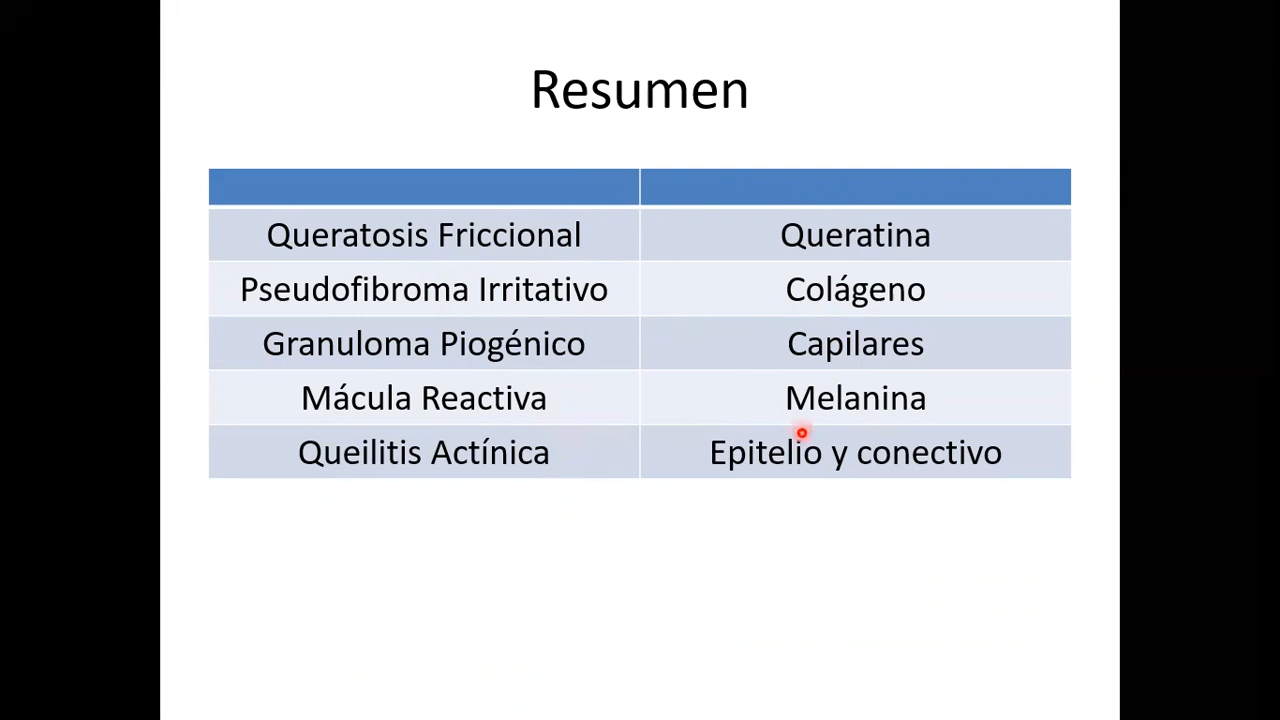 Resumen
Queratosis Friccional Queratina
Pseudofibroma Irritativo Colágeno
Granuloma Piogénico Capilares
Mácula Reactiva Melanina
Queilitis Actínica Epitelio y conectivo